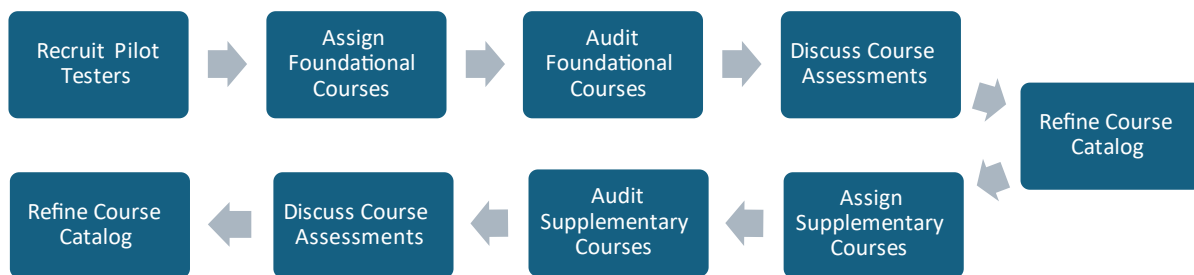 Recruit Pilot
Testers
Assign
Foundational
Courses
Audit
Foundational
Courses
Discuss Course
Assessments
Refine Course
Catalog
Assign
Supplementary
Courses
Audit
Supplementary
Courses
Discuss Course
Assessments
Refine Course
Catalog